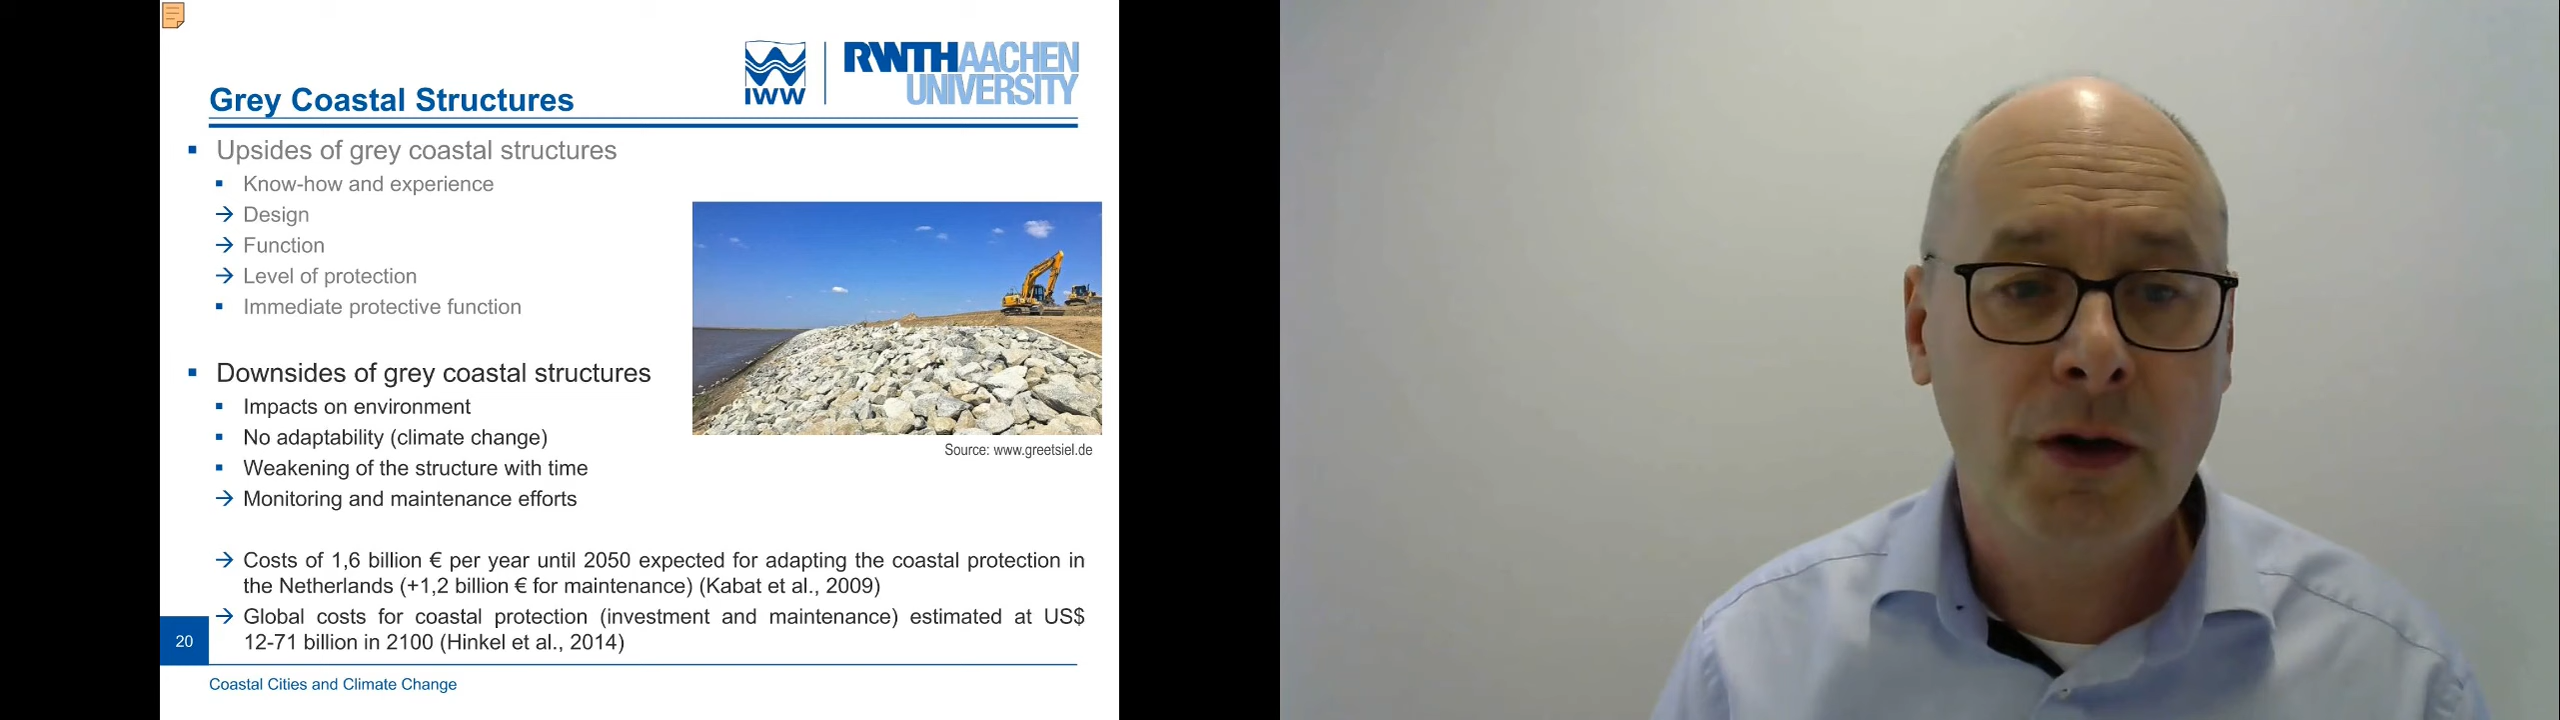 IWW
RWTHAACHEN
UNIVERSITY
Grey Coastal Structures
Upsides of grey coastal structures
Know-how and experience
→ Design
→ Function
→ Level of protection
Immediate protective function
Downsides of grey coastal structures
Impacts on environment
No adaptability (climate change)
Weakening of the structure with time
→ Monitoring and maintenance efforts
Source: www.greetsiel.de
→ Costs of 1,6 billion € per year until 2050 expected for adapting the coastal protection in
the Netherlands (+1,2 billion € for maintenance) (Kabat et al., 2009)
→ Global costs for coastal protection (investment and maintenance) estimated at US$
12-71 billion in 2100 (Hinkel et al., 2014)
20
Coastal Cities and Climate Change